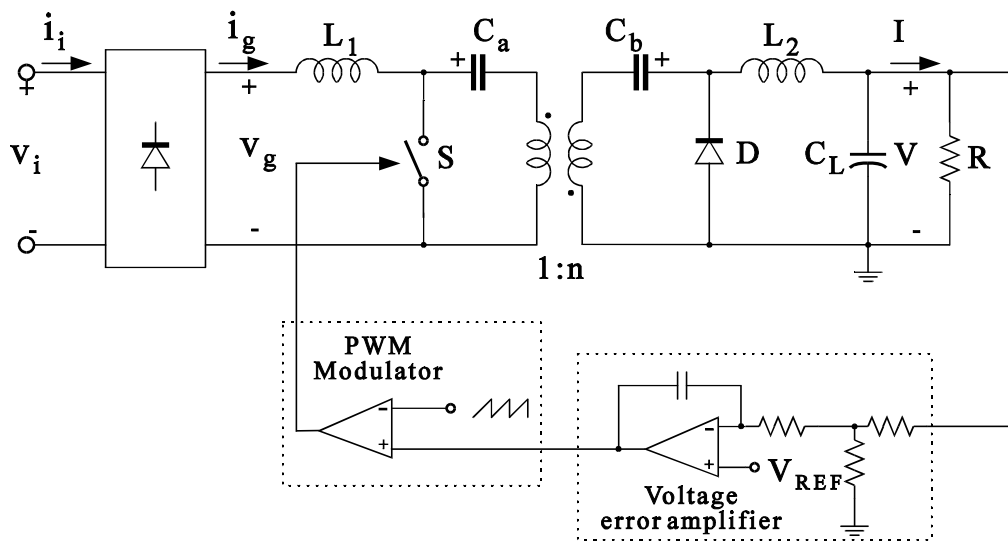 i_i
i_g
L_1
C_a
C_b
L_2
I
+
+
+
+
+
v_i
v_g
S
D
C_L
V
R
-
-
-
1:n
PWM
Modulator
-
+
-
+
V_REF
Voltage
error amplifier